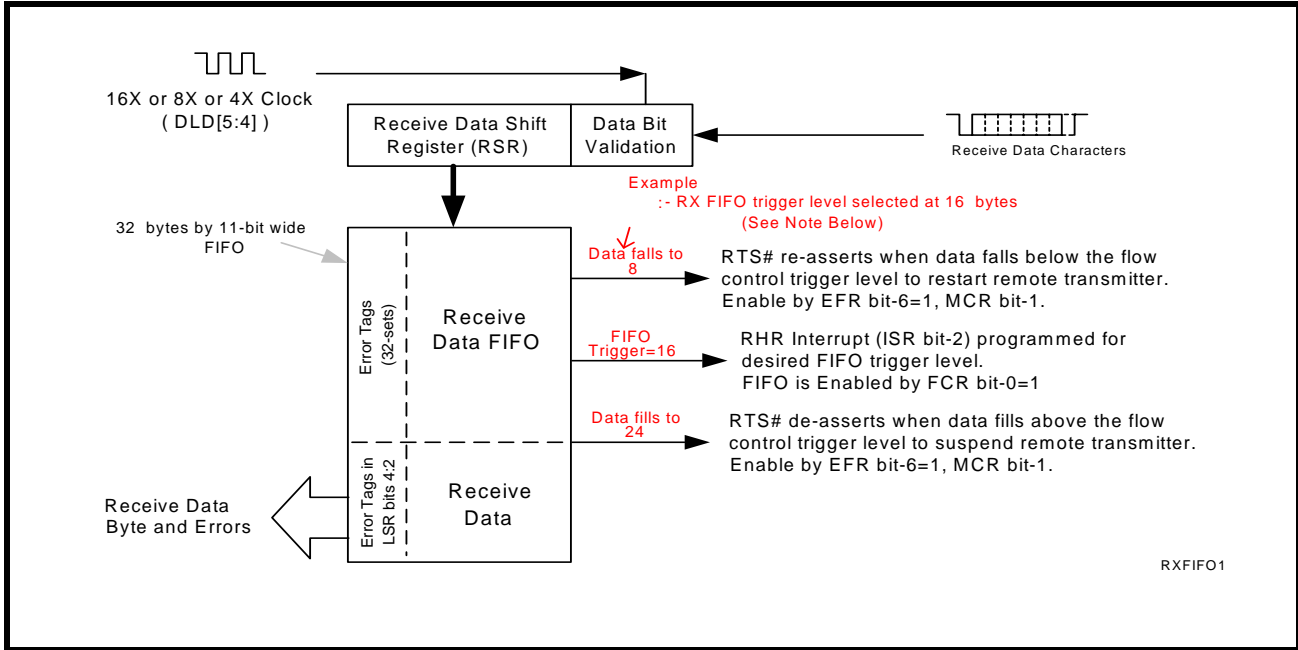 16X or 8X or 4X Clock
( DLD[5:4] )
Receive Data Shift
Register (RSR)
Data Bit
Validation
Receive Data Characters
Example
:- RX FIFO trigger level selected at 16 bytes
(See Note Below)
32 bytes by 11-bit wide
FIFO
Error Tags
(32-sets)
Receive
Data FIFO
Data falls to
8
RTS# re-asserts when data falls below the flow
control trigger level to restart remote transmitter.
Enable by EFR bit-6=1, MCR bit-1.
FIFO
Trigger=16
RHR Interrupt (ISR bit-2) programmed for
desired FIFO trigger level.
FIFO is Enabled by FCR bit-0=1
Data fills to
24
RTS# de-asserts when data fills above the flow
control trigger level to suspend remote transmitter.
Enable by EFR bit-6=1, MCR bit-1.
Error Tags in
LSR bits 4:2
Receive
Data
Receive Data
Byte and Errors
RXFIFO1